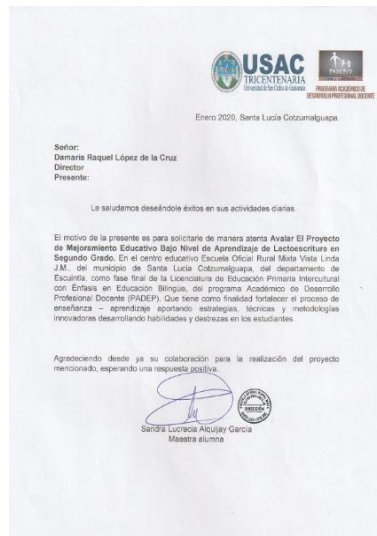 USAC
TRICENTENARIA
Universidad de San Carlos de Guatemala
PADEP/D
PROGRAMA ACADÉMICO DE
DESARROLLO PROFESIONAL DOCENTE
Enero 2020, Santa Lucía Cotzumalguapa.
Señor:
Damaris Raquel López de la Cruz
Director
Presente:
Le saludamos deseándole éxitos en sus actividades diarias.
El motivo de la presente es para solicitarle de manera atenta Avalar El Proyecto
de Mejoramiento Educativo Bajo Nivel de Aprendizaje de Lectoescritura en
Segundo Grado. En el centro educativo Escuela Oficial Rural Mixta Vista Linda
J.M., del municipio de Santa Lucía Cotzumalguapa, del departamento de
Escuintla, como fase final de la Licenciatura de Educación Primaria Intercultural
con Énfasis en Educación Bilingüe, del programa Académico de Desarrollo
Profesional Docente (PADEP). Que tiene como finalidad fortalecer el proceso de
enseñanza – aprendizaje aportando estrategias, técnicas y metodologías
innovadoras desarrollando habilidades y destrezas en los estudiantes.
Agradeciendo desde ya su colaboración para la realización del proyecto
mencionado, esperando una respuesta positiva.
DIRECCIÓN
Sandra Lucrecia Alquijay García
Maestra alumna